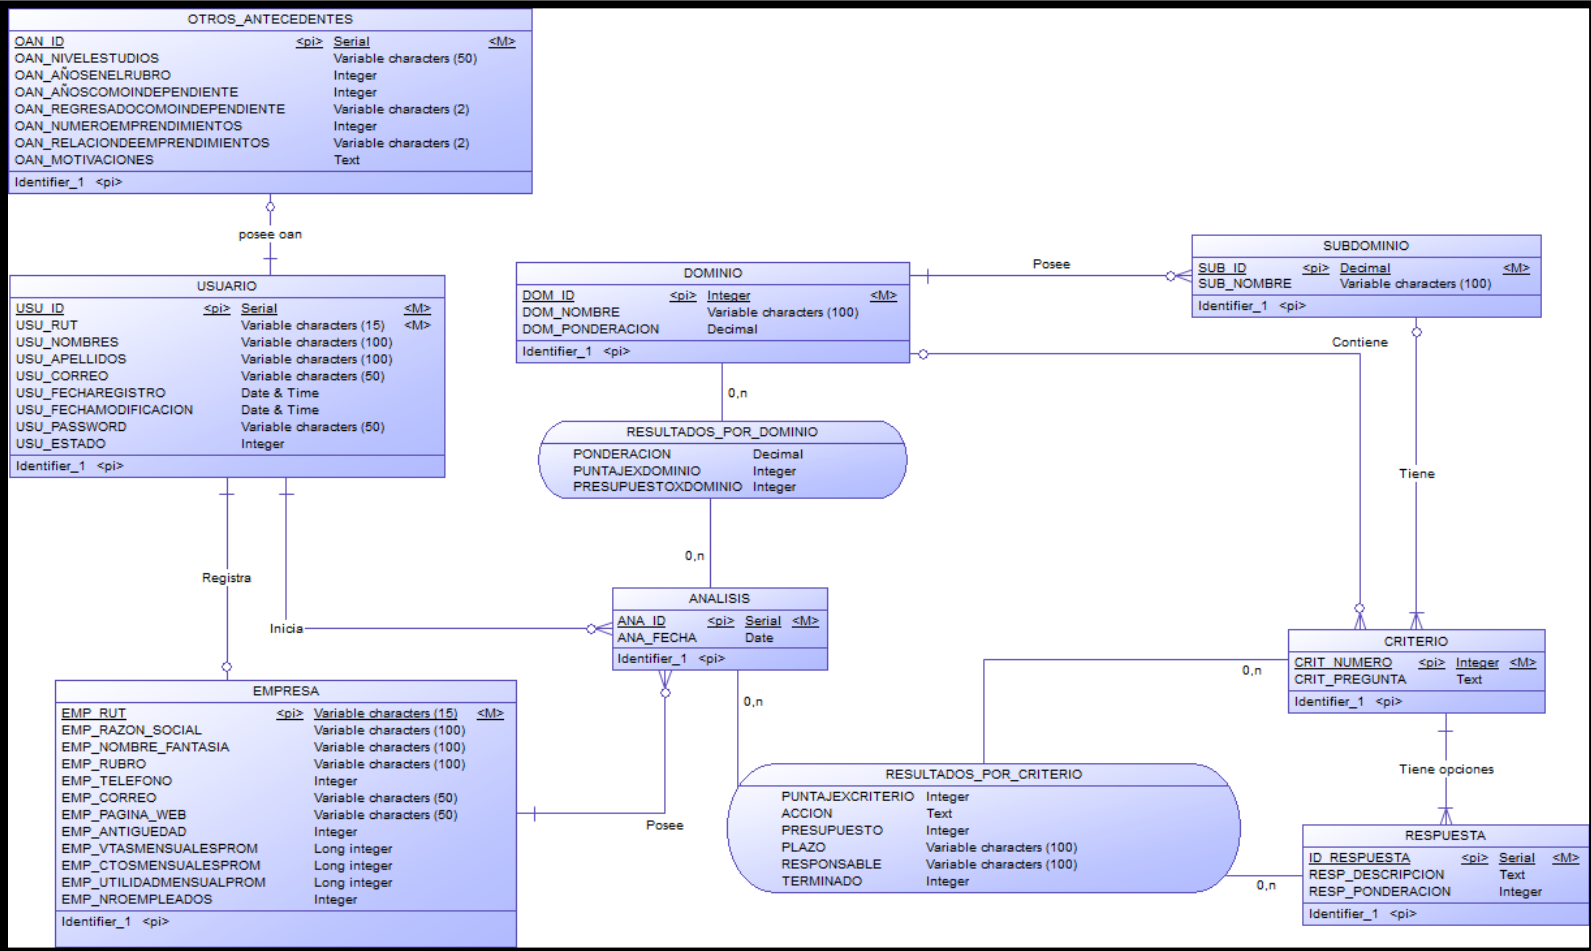 OTROS_ANTECEDENTES
OAN_ID <pi> Serial <M>
OAN_NIVELESTUDIOS Variable characters (50)
OAN_AÑOSENELRUBRO Integer
OAN_AÑOSCOMOINDEPENDIENTE Integer
OAN_REGRESADOCOMOINDEPENDIENTE Variable characters (2)
OAN_NUMEROEMPRENDIMIENTOS Integer
OAN_RELACIONDEEMPRENDIMIENTOS Variable characters (2)
OAN_MOTIVACIONES Text
Identifier_1 <pi>
posee oan
USUARIO
USU_ID <pi> Serial <M>
USU_RUT Variable characters (15) <M>
USU_NOMBRES Variable characters (100)
USU_APELLIDOS Variable characters (100)
USU_CORREO Variable characters (50)
USU_FECHAREGISTRO Date & Time
USU_FECHAMODIFICACION Date & Time
USU_PASSWORD Variable characters (50)
USU_ESTADO Integer
Identifier_1 <pi>
DOMINIO
DOM_ID <pi> Integer <M>
DOM_NOMBRE Variable characters (100)
DOM_PONDERACION Decimal
Identifier_1 <pi>
Posee
SUBDOMINIO
SUB_ID <pi> Decimal <M>
SUB_NOMBRE Variable characters (100)
Identifier_1 <pi>
Contiene
0,n
RESULTADOS_POR_DOMINIO
PONDERACION Decimal
PUNTAJEXDOMINIO Integer
PRESUPUESTOXDOMINIO Integer
Tiene
0,n
Registra
Inicia
ANALISIS
ANA_ID <pi> Serial <M>
ANA_FECHA Date
Identifier_1 <pi>
CRITERIO
CRIT_NUMERO <pi> Integer <M>
CRIT_PREGUNTA Text
Identifier_1 <pi>
0,n
0,n
EMPRESA
EMP_RUT <pi> Variable characters (15) <M>
EMP_RAZON_SOCIAL Variable characters (100)
EMP_NOMBRE_FANTASIA Variable characters (100)
EMP_RUBRO Variable characters (100)
EMP_TELEFONO Integer
EMP_CORREO Variable characters (50)
EMP_PAGINA_WEB Variable characters (50)
EMP_ANTIGUEDAD Integer
EMP_VTASMENSUALESPROM Long integer
EMP_CTOSMENSUALESPROM Long integer
EMP_UTILIDADMENSUALPROM Long integer
EMP_NROEMPLEADOS Integer
Identifier_1 <pi>
Posee
RESULTADOS_POR_CRITERIO
PUNTAJEXCRITERIO Integer
ACCION Text
PRESUPUESTO Integer
PLAZO Variable characters (100)
RESPONSABLE Variable characters (100)
TERMINADO Integer
Tiene opciones
0,n
RESPUESTA
ID_RESPUESTA <pi> Serial <M>
RESP_DESCRIPCION Text
RESP_PONDERACION Integer
Identifier_1 <pi>